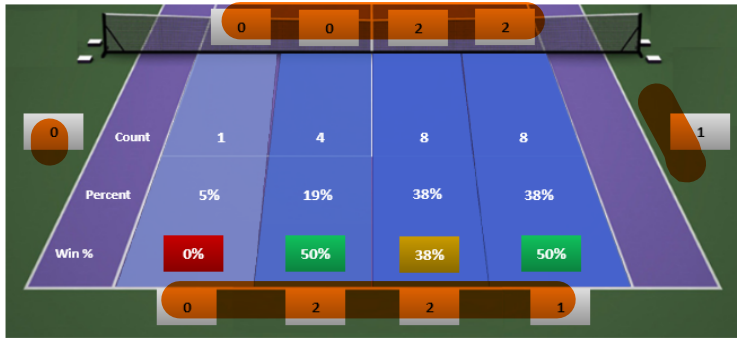 0 0 2 2
0 1
Count 1 4 8 8
Percent 5% 19% 38% 38%
Win % 0% 50% 38% 50%
0 2 2 1